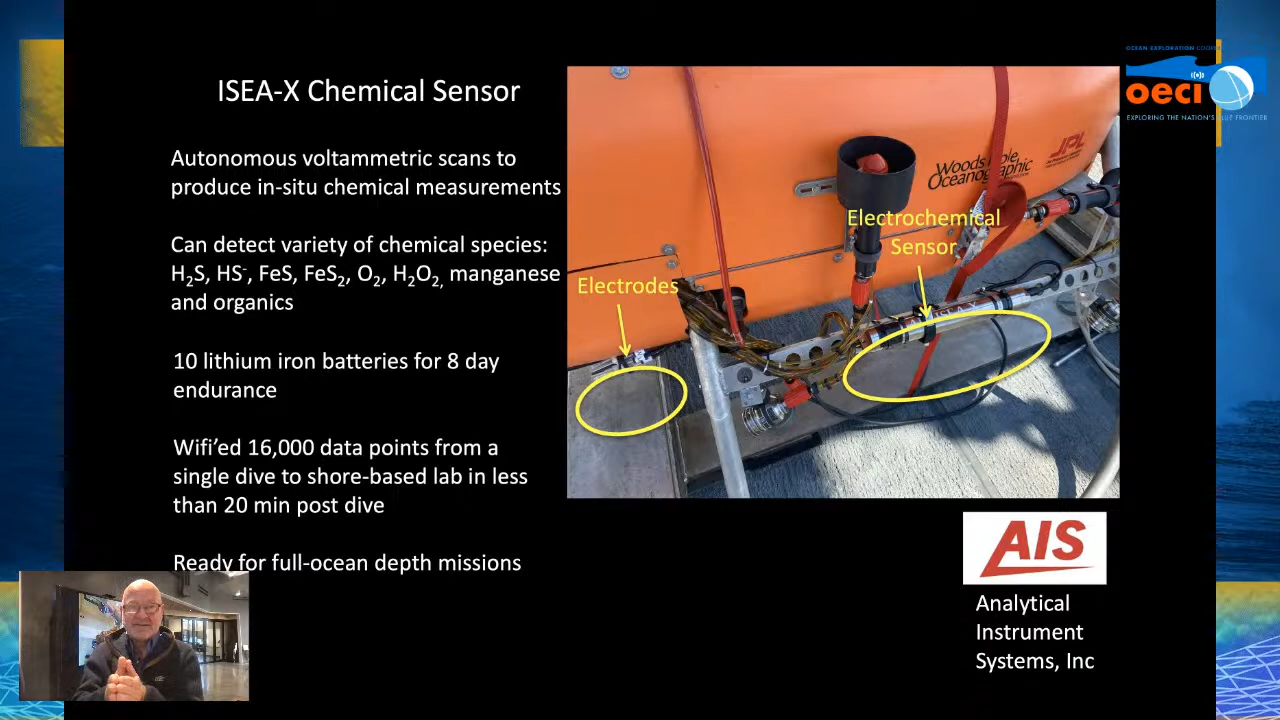 ISEA-X Chemical Sensor
Autonomous voltammetric scans to
produce in-situ chemical measurements
Can detect variety of chemical species:
H₂S, HS⁻, FeS, FeS₂, O₂, H₂O₂, manganese
and organics
10 lithium iron batteries for 8 day
endurance
Wifi'ed 16,000 data points from a
single dive to shore-based lab in less
than 20 min post dive
Ready for full-ocean depth missions
OCEAN EXPLORATION
oeci
EXPLORING THE NATION'S BLUE FRONTIER
Woods Hole
Oceanographic
JPL
Electrochemical
Sensor
Electrodes
AIS
Analytical
Instrument
Systems, Inc